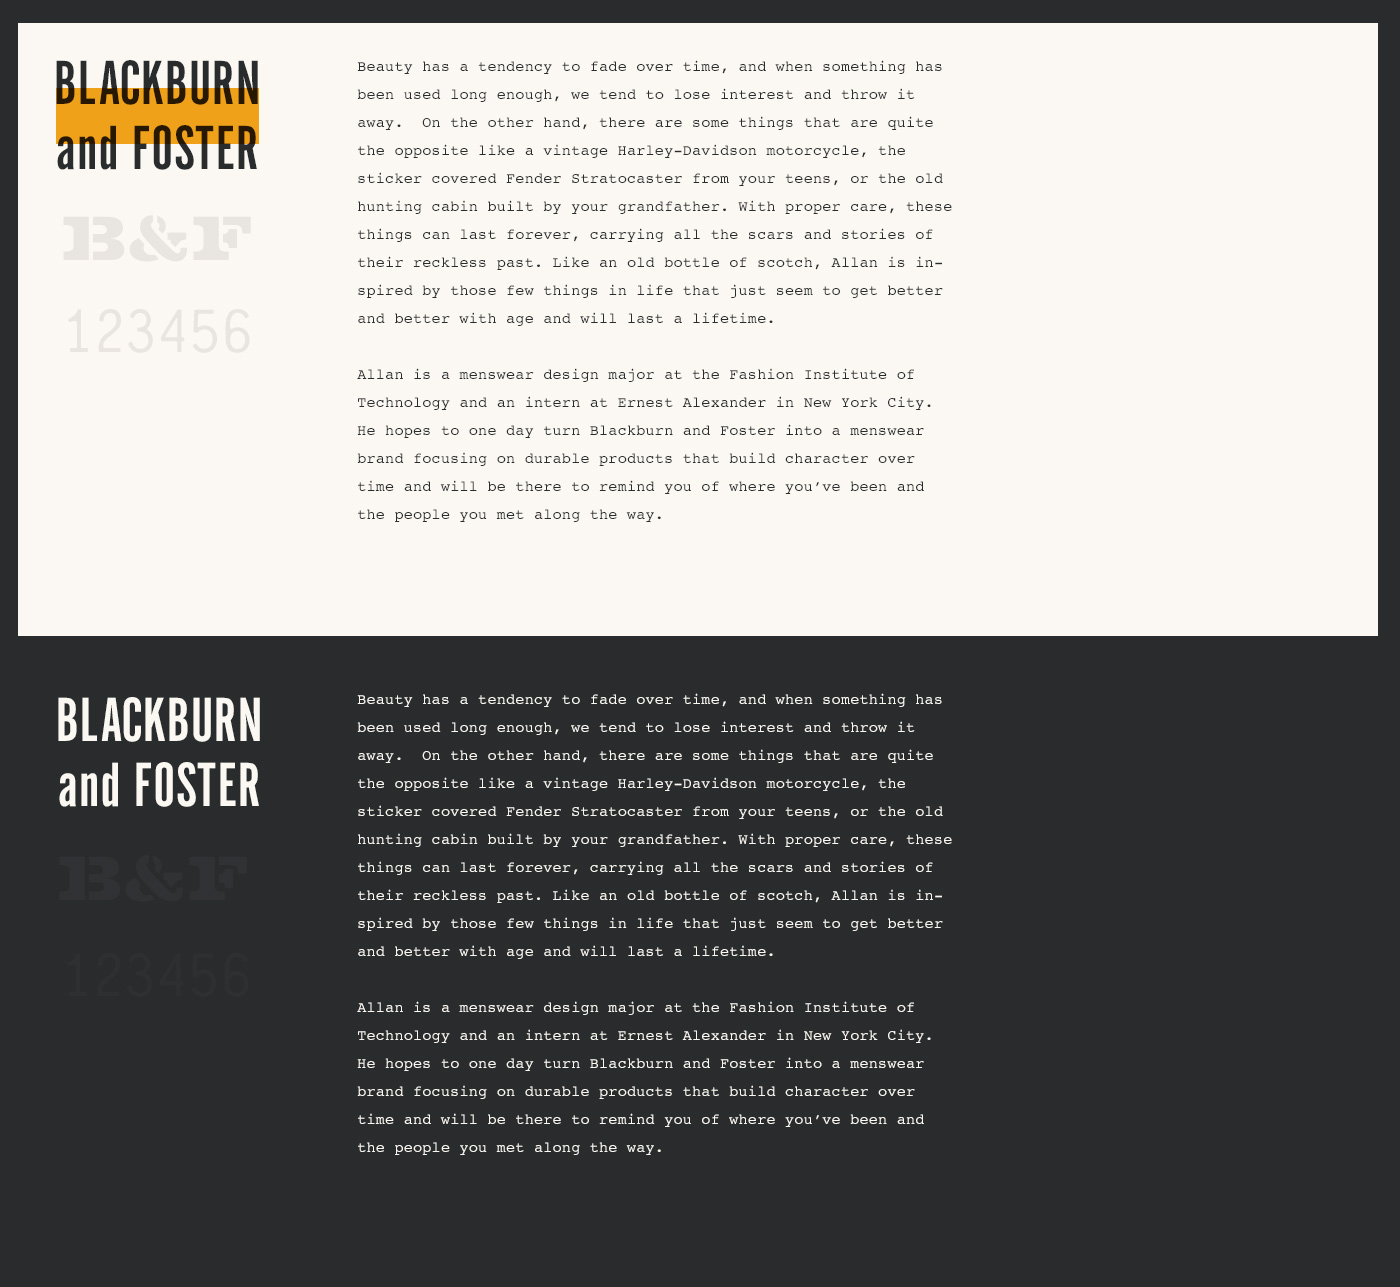 BLACKBURN
and FOSTER
B&F
123456
Beauty has a tendency to fade over time, and when something has
been used long enough, we tend to lose interest and throw it
away.  On the other hand, there are some things that are quite
the opposite like a vintage Harley-Davidson motorcycle, the
sticker covered Fender Stratocaster from your teens, or the old
hunting cabin built by your grandfather. With proper care, these
things can last forever, carrying all the scars and stories of
their reckless past. Like an old bottle of scotch, Allan is in-
spired by those few things in life that just seem to get better
and better with age and will last a lifetime.
Allan is a menswear design major at the Fashion Institute of
Technology and an intern at Ernest Alexander in New York City.
He hopes to one day turn Blackburn and Foster into a menswear
brand focusing on durable products that build character over
time and will be there to remind you of where you’ve been and
the people you met along the way.
BLACKBURN
and FOSTER
B&F
123456
Beauty has a tendency to fade over time, and when something has
been used long enough, we tend to lose interest and throw it
away.  On the other hand, there are some things that are quite
the opposite like a vintage Harley-Davidson motorcycle, the
sticker covered Fender Stratocaster from your teens, or the old
hunting cabin built by your grandfather. With proper care, these
things can last forever, carrying all the scars and stories of
their reckless past. Like an old bottle of scotch, Allan is in-
spired by those few things in life that just seem to get better
and better with age and will last a lifetime.
Allan is a menswear design major at the Fashion Institute of
Technology and an intern at Ernest Alexander in New York City.
He hopes to one day turn Blackburn and Foster into a menswear
brand focusing on durable products that build character over
time and will be there to remind you of where you’ve been and
the people you met along the way.